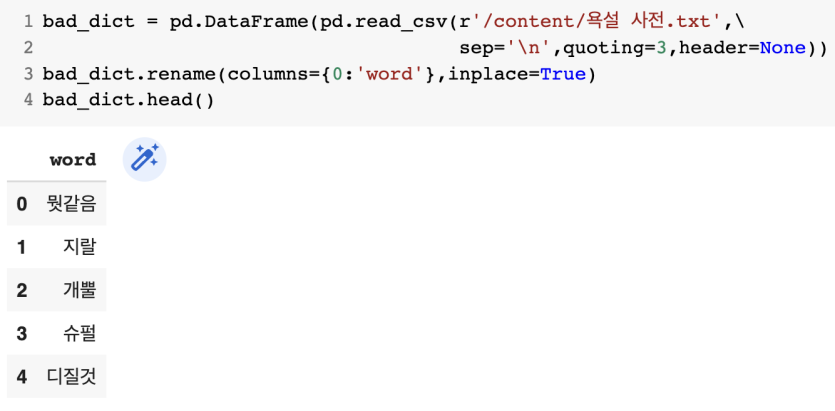 1 bad_dict = pd.DataFrame(pd.read_csv(r'/content/욕설 사전.txt',\
2 sep='\n',quoting=3,header=None))
3 bad_dict.rename(columns={0:'word'},inplace=True)
4 bad_dict.head()
word
0 뭣같음
1 지랄
2 개뿔
3 슈펄
4 디질것